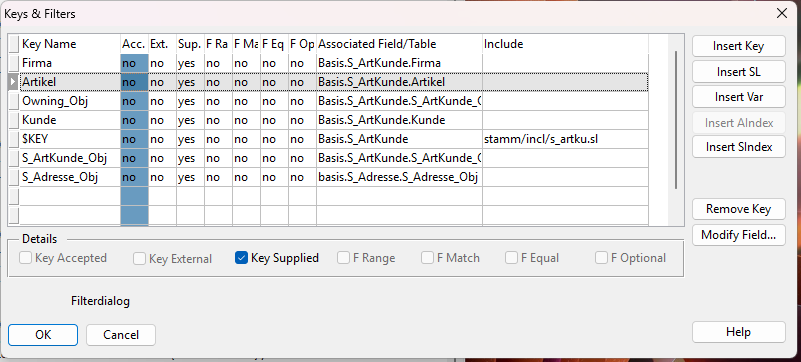 Keys & Filters
Key Name Acc. Ext. Sup. F Ra F Ma F Eq F Op Associated Field/Table Include
Firma no no yes no no no no Basis.S_ArtKunde.Firma
Artikel no no yes no no no no Basis.S_ArtKunde.Artikel
Owning_Obj no no yes no no no no Basis.S_ArtKunde.S_ArtKunde_O
Kunde no no yes no no no no Basis.S_ArtKunde.Kunde
$KEY no no yes no no no no Basis.S_ArtKunde stamm/incl/s_artku.sl
S_ArtKunde_Obj no no yes no no no no Basis.S_ArtKunde.S_ArtKunde_O
S_Adresse_Obj no no yes no no no no basis.S_Adresse.S_Adresse_Obj
Insert Key
Insert SL
Insert Var
Insert AIndex
Insert SIndex
Remove Key
Modify Field...
Details
Key Accepted Key External Key Supplied F Range F Match F Equal F Optional
Filterdialog
OK Cancel Help